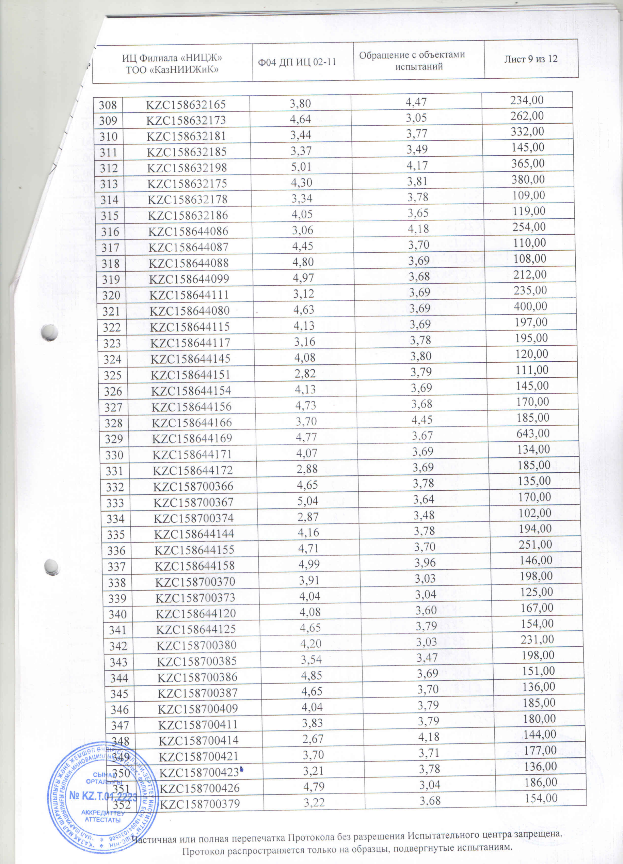 ИЦ Филиала «НИЦЖ» Ф04 ДП ИЦ 02-11 Обращение с объектами Лист 9 из 12
ТОО «КазНИИЖиК» испытаний
308 KZC158632165 3,80 4,47 234,00
309 KZC158632173 4,64 3,05 262,00
310 KZC158632181 3,44 3,77 332,00
311 KZC158632185 3,37 3,49 145,00
312 KZC158632198 5,01 4,17 365,00
313 KZC158632175 4,30 3,81 380,00
314 KZC158632178 3,34 3,78 109,00
315 KZC158632186 4,05 3,65 119,00
316 KZC158644086 3,06 4,18 254,00
317 KZC158644087 4,45 3,70 110,00
318 KZC158644088 4,80 3,69 108,00
319 KZC158644099 4,97 3,68 212,00
320 KZC158644111 3,12 3,69 235,00
321 KZC158644080 4,63 3,69 400,00
322 KZC158644115 4,13 3,69 197,00
323 KZC158644117 3,16 3,78 195,00
324 KZC158644145 4,08 3,80 120,00
325 KZC158644151 2,82 3,79 111,00
326 KZC158644154 4,13 3,69 145,00
327 KZC158644156 4,73 3,68 170,00
328 KZC158644166 3,70 4,45 185,00
329 KZC158644169 4,77 3,67 643,00
330 KZC158644171 4,07 3,69 134,00
331 KZC158644172 2,88 3,69 185,00
332 KZC158700366 4,65 3,78 135,00
333 KZC158700367 5,04 3,64 170,00
334 KZC158700374 2,87 3,48 102,00
335 KZC158644144 4,16 3,78 194,00
336 KZC158644155 4,71 3,70 251,00
337 KZC158644158 4,99 3,96 146,00
338 KZC158700370 3,91 3,03 198,00
339 KZC158700373 4,04 3,04 125,00
340 KZC158644120 4,08 3,60 167,00
341 KZC158644125 4,65 3,79 154,00
342 KZC158700380 4,20 3,03 231,00
343 KZC158700385 3,54 3,47 198,00
344 KZC158700386 4,85 3,69 151,00
345 KZC158700387 4,65 3,70 136,00
346 KZC158700409 4,04 3,79 185,00
347 KZC158700411 3,83 3,79 180,00
348 KZC158700414 2,67 4,18 144,00
349 KZC158700421 3,70 3,71 177,00
350 KZC158700423 3,21 3,78 136,00
351 KZC158700426 4,79 3,04 186,00
352 KZC158700379 3,22 3,68 154,00
СЫНАУ
ОРТАЛЫҒЫ
АККРЕДИТТЕУ
АТТЕСТАТЫ
Частичная или полная перепечатка Протокола без разрешения Испытательного центра запрещена.
Протокол распространяется только на образцы, подвергнутые испытаниям.